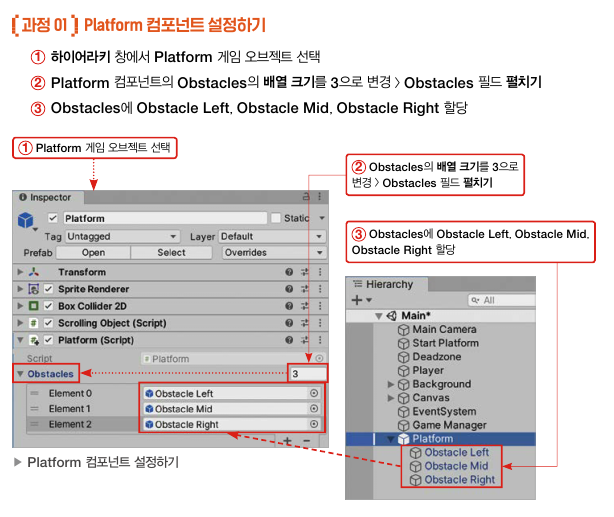 [과정 01] Platform 컴포넌트 설정하기
① 하이어라키 창에서 Platform 게임 오브젝트 선택
② Platform 컴포넌트의 Obstacles의 배열 크기를 3으로 변경 > Obstacles 필드 펼치기
③ Obstacles에 Obstacle Left, Obstacle Mid, Obstacle Right 할당
① Platform 게임 오브젝트 선택
② Obstacles의 배열 크기를 3으로
변경 > Obstacles 필드 펼치기
③ Obstacles에 Obstacle Left, Obstacle Mid,
Obstacle Right 할당
Inspector
Platform
Static
Tag Untagged Layer Default
Prefab Open Select Overrides
Transform
Sprite Renderer
Box Collider 2D
Scrolling Object (Script)
Platform (Script)
Script # Platform
Obstacles 3
Element 0 Obstacle Left
Element 1 Obstacle Mid
Element 2 Obstacle Right
+ −
Hierarchy
+ All
Main*
Main Camera
Start Platform
Deadzone
Player
Background
Canvas
EventSystem
Game Manager
Platform
Obstacle Left
Obstacle Mid
Obstacle Right
▶ Platform 컴포넌트 설정하기